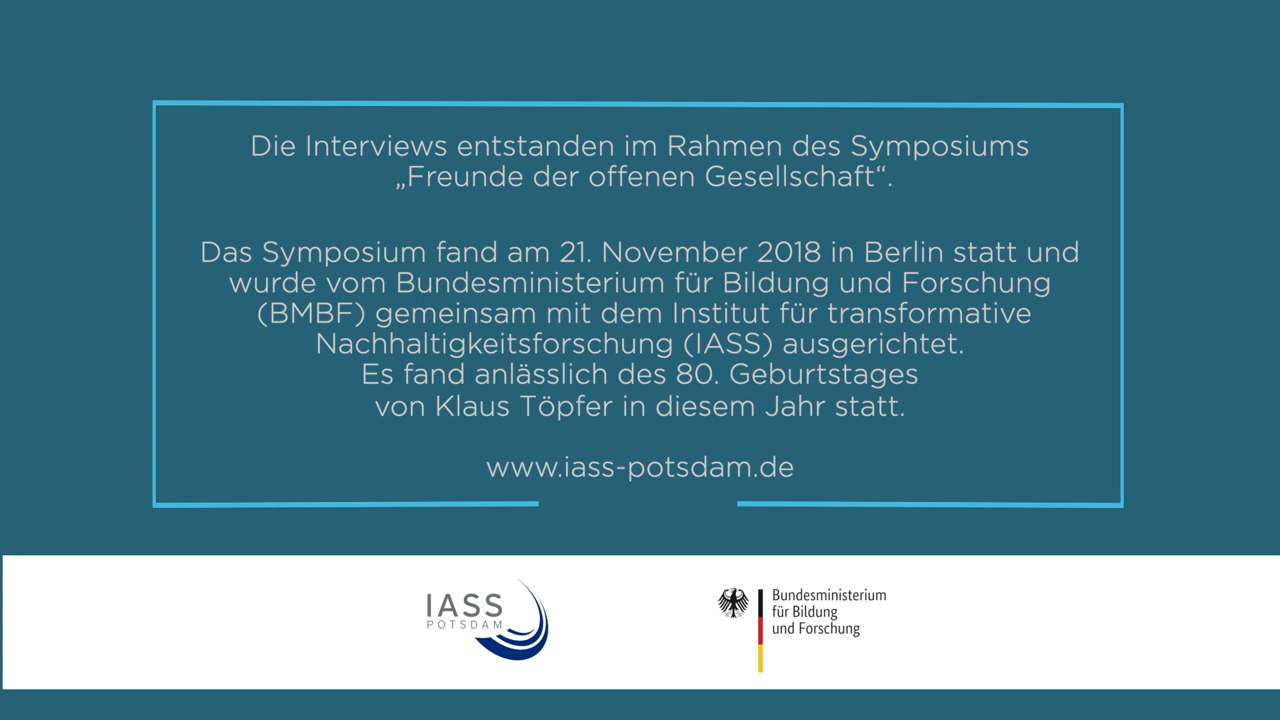 Die Interviews entstanden im Rahmen des Symposiums
„Freunde der offenen Gesellschaft“.
Das Symposium fand am 21. November 2018 in Berlin statt und
wurde vom Bundesministerium für Bildung und Forschung
(BMBF) gemeinsam mit dem Institut für transformative
Nachhaltigkeitsforschung (IASS) ausgerichtet.
Es fand anlässlich des 80. Geburtstages
von Klaus Töpfer in diesem Jahr statt.
www.iass-potsdam.de
IASS
POTSDAM
Bundesministerium
für Bildung
und Forschung